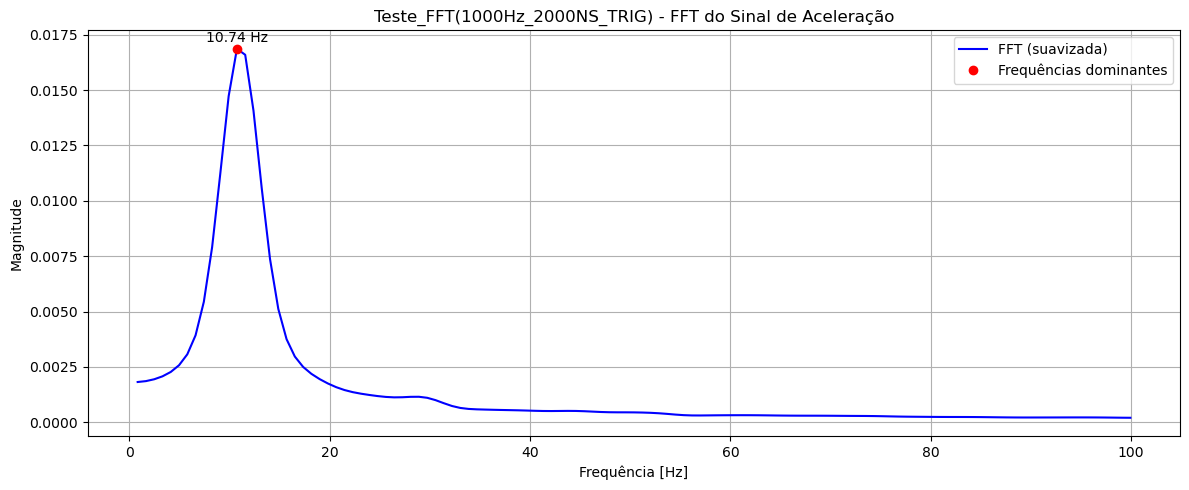 Teste_FFT(1000Hz_2000NS_TRIG) - FFT do Sinal de Aceleração
10.74 Hz
FFT (suavizada)
Frequências dominantes
Magnitude
0.0175
0.0150
0.0125
0.0100
0.0075
0.0050
0.0025
0.0000
0 20 40 60 80 100
Frequência [Hz]